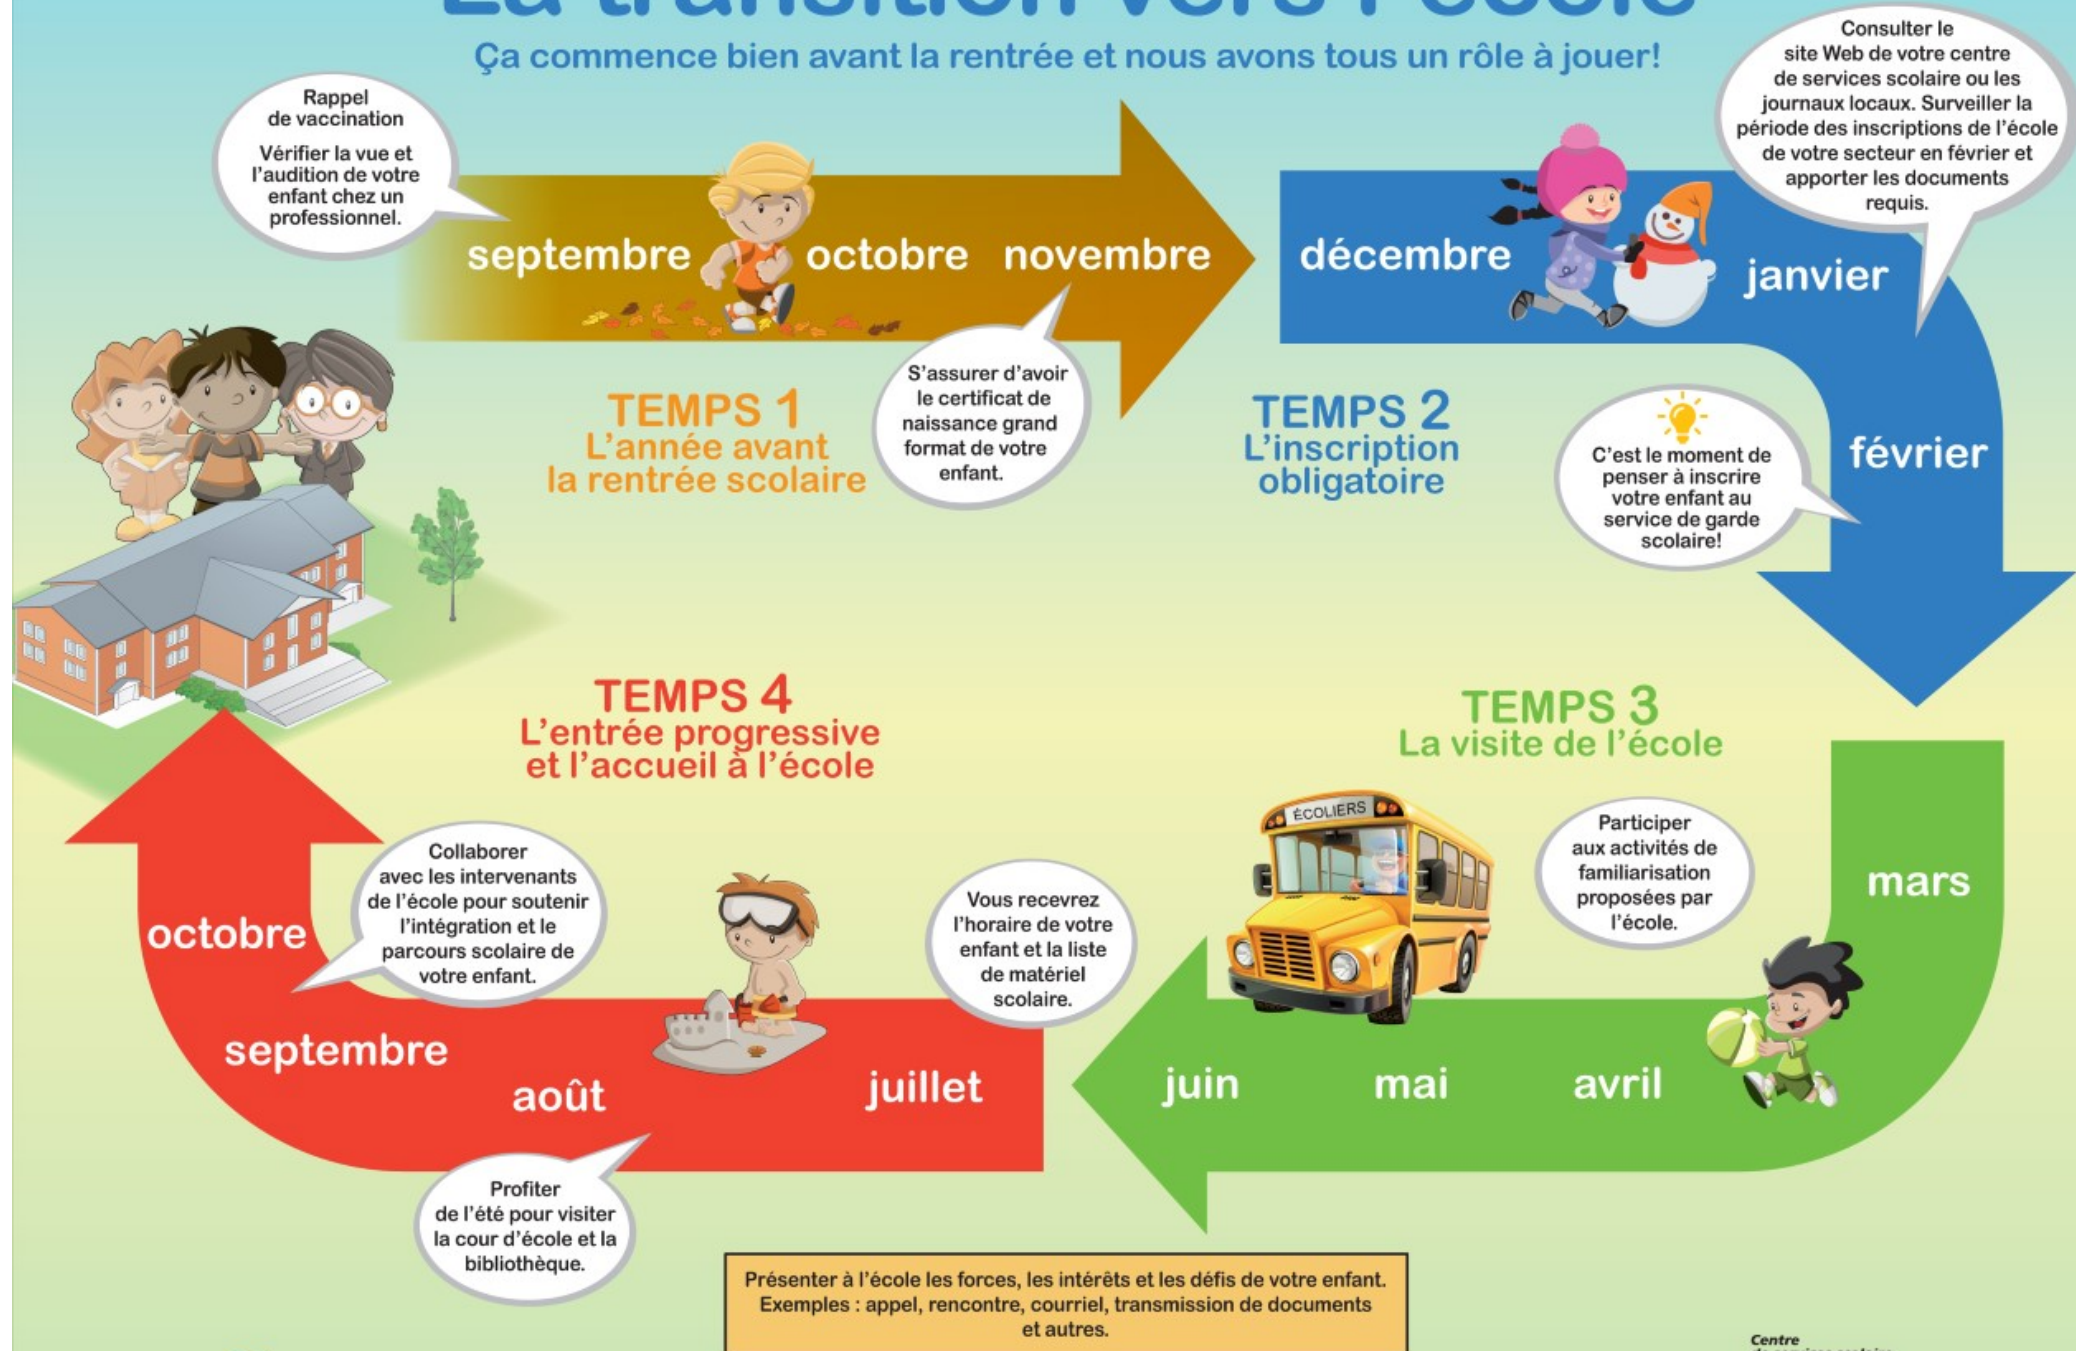 La transition vers l'école
Ça commence bien avant la rentrée et nous avons tous un rôle à jouer!
Rappel
de vaccination
Vérifier la vue et
l'audition de votre
enfant chez un
professionnel.
septembre
octobre
novembre
S'assurer d'avoir
le certificat de
naissance grand
format de votre
enfant.
TEMPS 1
L'année avant
la rentrée scolaire
décembre
janvier
février
Consulter le
site Web de votre centre
de services scolaire ou les
journaux locaux. Surveiller la
période des inscriptions de l'école
de votre secteur en février et
apporter les documents
requis.
TEMPS 2
L'inscription
obligatoire
C'est le moment de
penser à inscrire
votre enfant au
service de garde
scolaire!
TEMPS 3
La visite de l'école
ÉCOLIERS
Participer
aux activités de
familiarisation
proposées par
l'école.
mars
avril
mai
juin
TEMPS 4
L'entrée progressive
et l'accueil à l'école
Vous recevrez
l'horaire de votre
enfant et la liste
de matériel
scolaire.
juillet
août
septembre
octobre
Collaborer
avec les intervenants
de l'école pour soutenir
l'intégration et le
parcours scolaire de
votre enfant.
Profiter
de l'été pour visiter
la cour d'école et la
bibliothèque.
Présenter à l'école les forces, les intérêts et les défis de votre enfant.
Exemples : appel, rencontre, courriel, transmission de documents
et autres.
Centre
de services scolaire